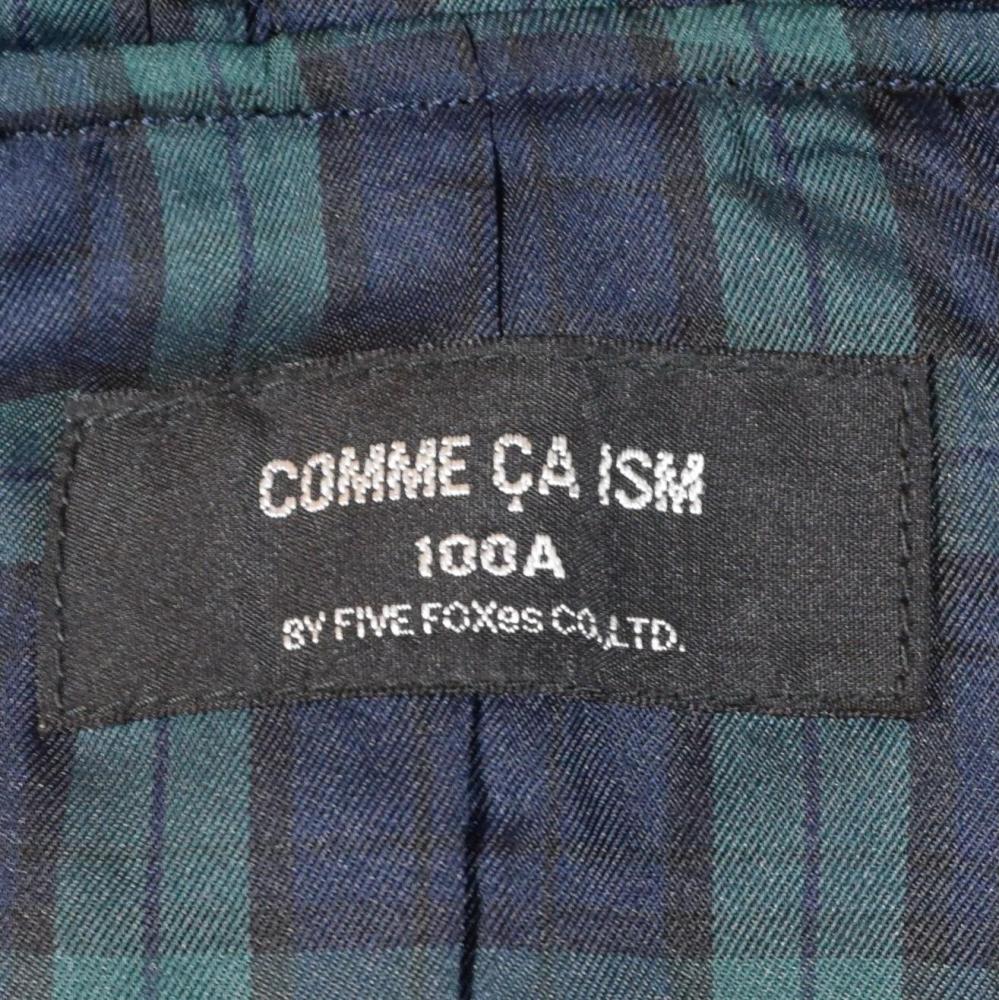 COMME ÇA ISM
100A
BY FIVE FOXes CO,.LTD.